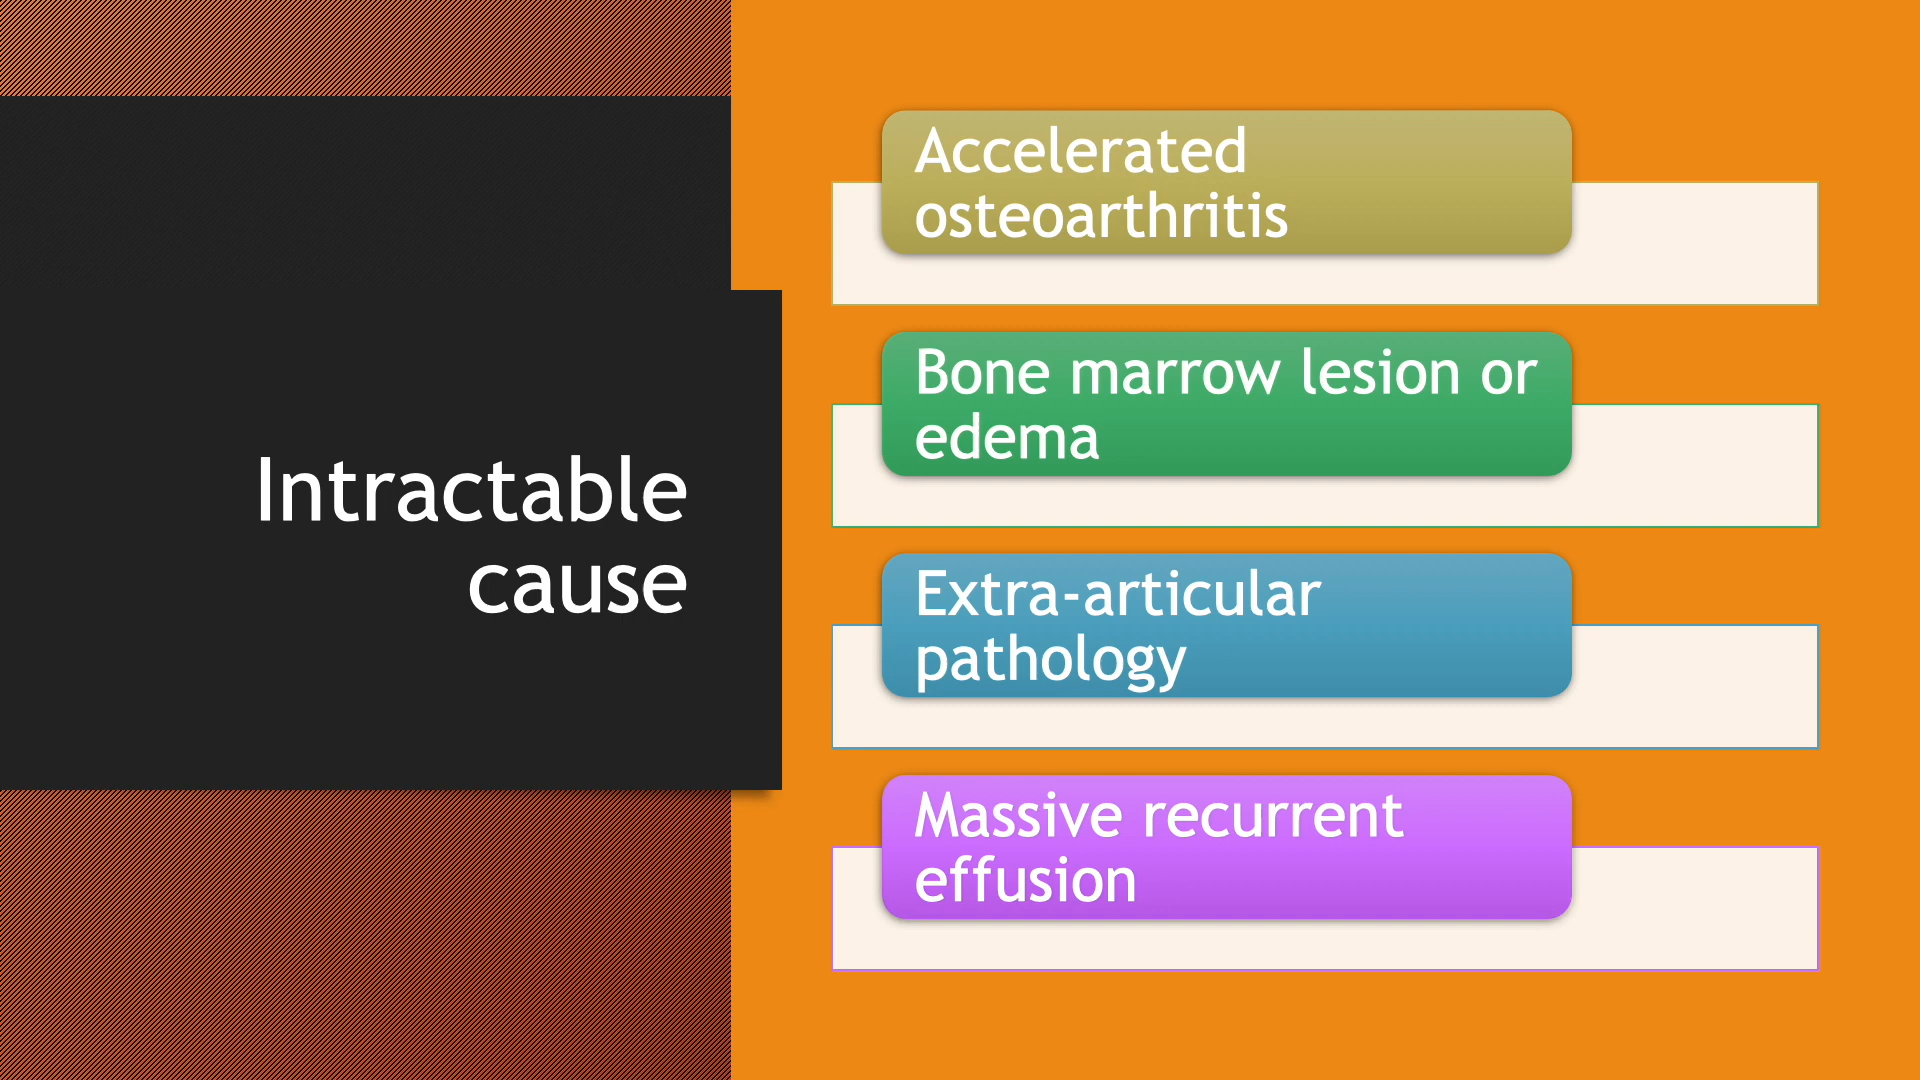 Intractable
cause
Accelerated
osteoarthritis
Bone marrow lesion or
edema
Extra-articular
pathology
Massive recurrent
effusion